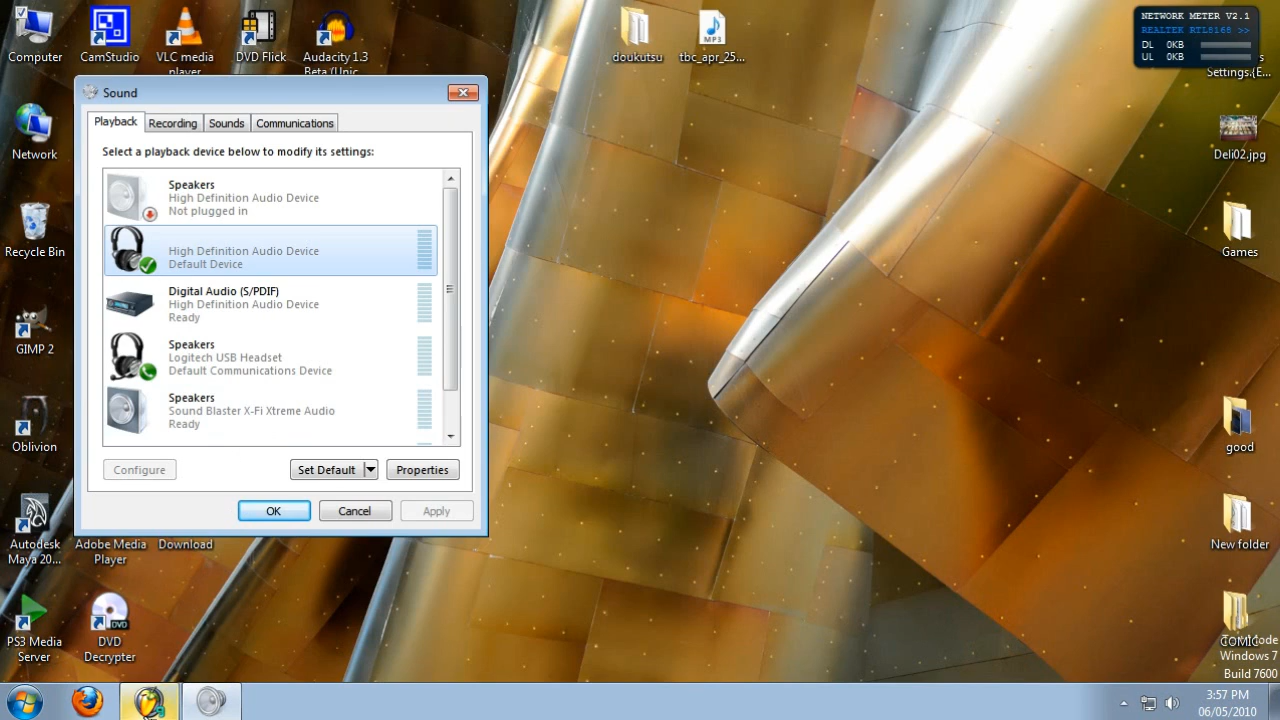 Computer
CamStudio
VLC media
player
DVD Flick
Audacity 1.3
Beta (Unic...
doukutsu
MP3
tbc_apr_25...
NETWORK METER V2.1
REALTEK RTL8168 >>
DL 0KB
UL 0KB
Settings.{E...
Sound
Playback
Recording
Sounds
Communications
Select a playback device below to modify its settings:
Speakers
High Definition Audio Device
Not plugged in
High Definition Audio Device
Default Device
Digital Audio (S/PDIF)
High Definition Audio Device
Ready
Speakers
Logitech USB Headset
Default Communications Device
Speakers
Sound Blaster X-Fi Xtreme Audio
Ready
Configure
Set Default
Properties
OK
Cancel
Apply
Network
Recycle Bin
GIMP 2
Oblivion
Autodesk
Maya 20...
Adobe Media
Player
Download
PS3 Media
Server
DVD
DVD
Decrypter
Deli02.jpg
Games
good
New folder
COMIC
Windows 7
Build 7600
3:57 PM
06/05/2010